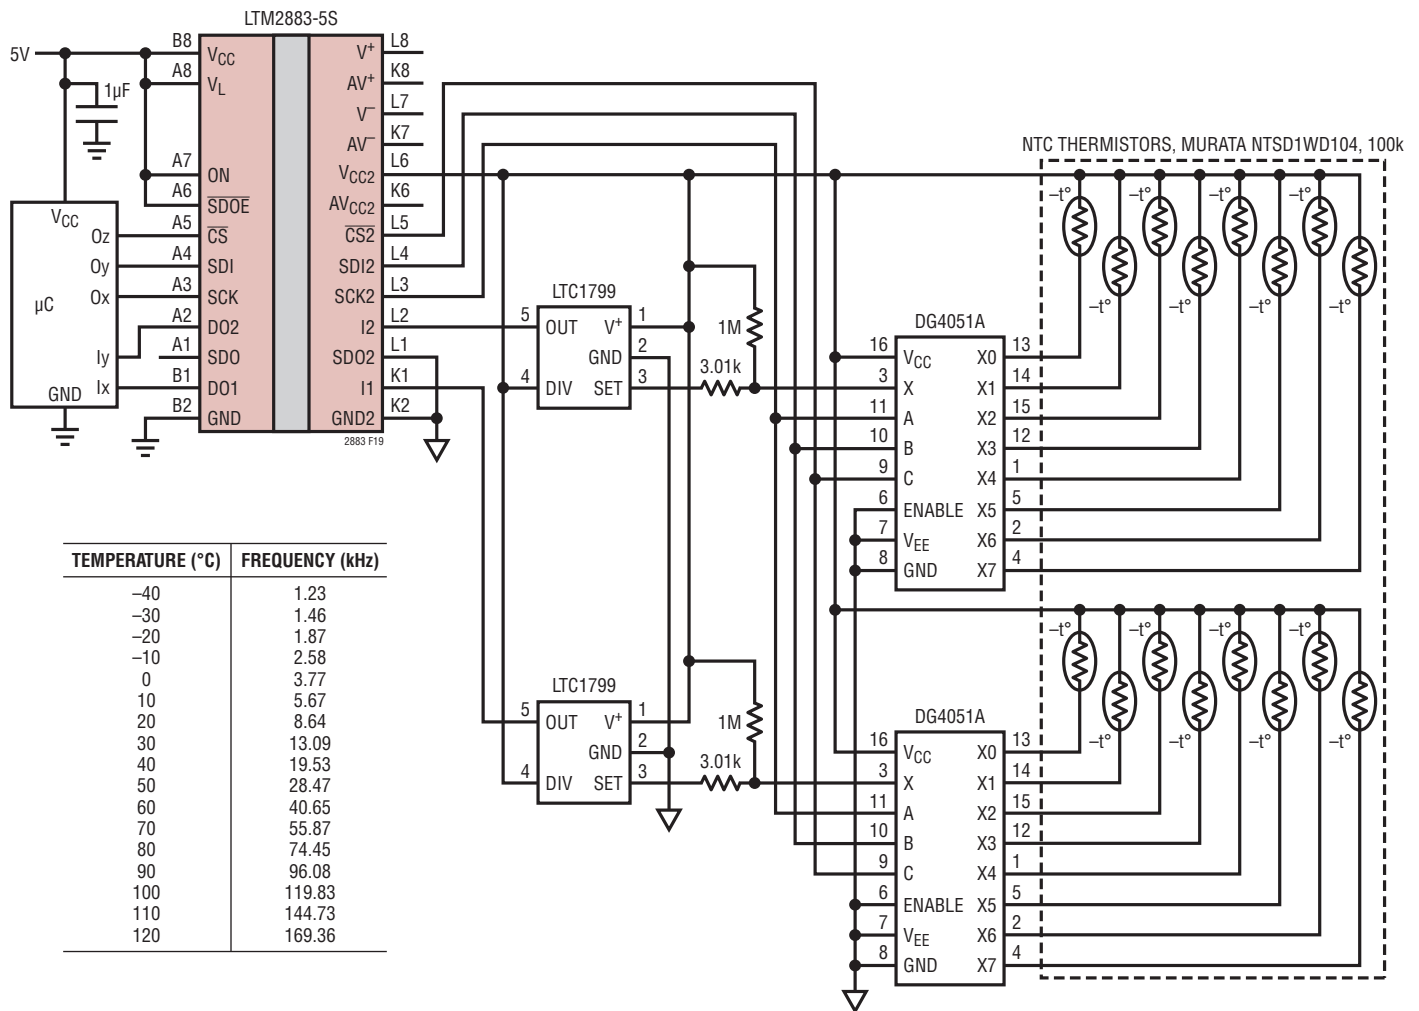 LTM2883-5S
5V
1µF
B8
A8
A7
A6
A5
A4
A3
A2
A1
B1
B2
VCC
VL
ON
SDOE
CS
SDI
SCK
DO2
SDO
DO1
GND
V+
AV+
V–
AV–
VCC2
AVCC2
CS2
SDI2
SCK2
I2
SDO2
I1
GND2
L8
K8
L7
K7
L6
K6
L5
L4
L3
L2
L1
K1
K2
2883 F19
VCC
Oz
Oy
Ox
µC
Iy
Ix
GND
LTC1799
5 OUT V+ 1
GND 2
4 DIV SET 3
1M
3.01k
LTC1799
5 OUT V+ 1
GND 2
4 DIV SET 3
1M
3.01k
NTC THERMISTORS, MURATA NTSD1WD104, 100k
–t° –t° –t° –t°
–t° –t° –t° –t°
DG4051A
16 VCC X0 13
3 X X1 14
11 A X2 15
10 B X3 12
9 C X4 1
6 ENABLE X5 5
7 VEE X6 2
8 GND X7 4
–t° –t° –t° –t°
–t° –t° –t° –t°
DG4051A
16 VCC X0 13
3 X X1 14
11 A X2 15
10 B X3 12
9 C X4 1
6 ENABLE X5 5
7 VEE X6 2
8 GND X7 4
TEMPERATURE (°C) FREQUENCY (kHz)
–40 1.23
–30 1.46
–20 1.87
–10 2.58
0 3.77
10 5.67
20 8.64
30 13.09
40 19.53
50 28.47
60 40.65
70 55.87
80 74.45
90 96.08
100 119.83
110 144.73
120 169.36